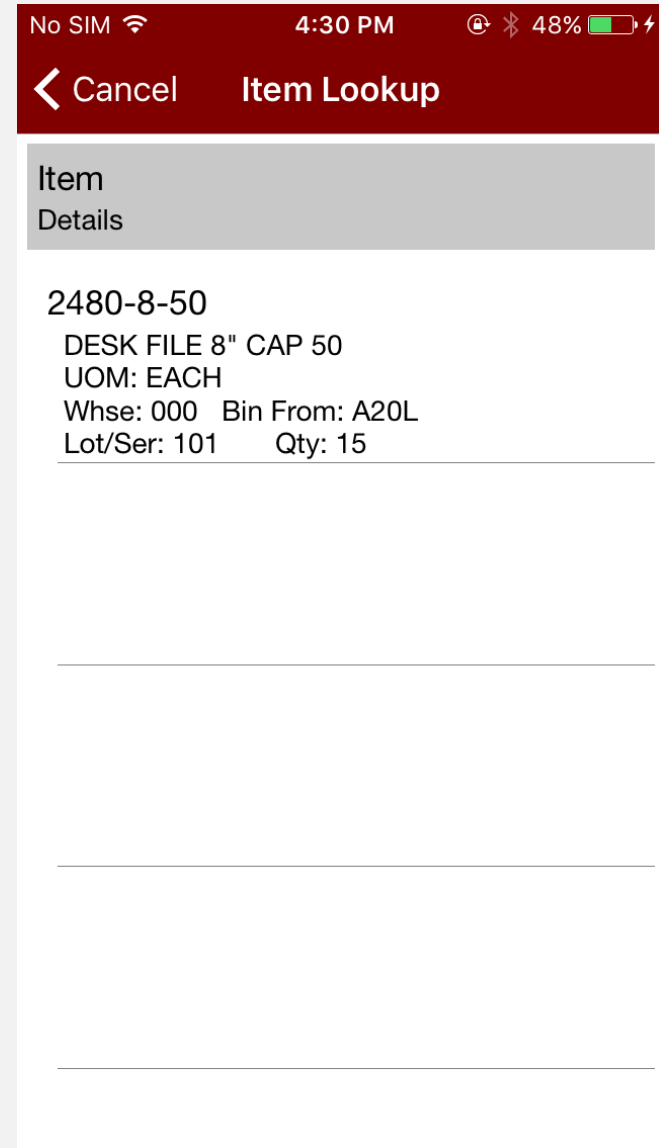 No SIM 4:30 PM 48%
Cancel Item Lookup
Item
Details
2480-8-50
DESK FILE 8" CAP 50
UOM: EACH
Whse: 000 Bin From: A20L
Lot/Ser: 101 Qty: 15